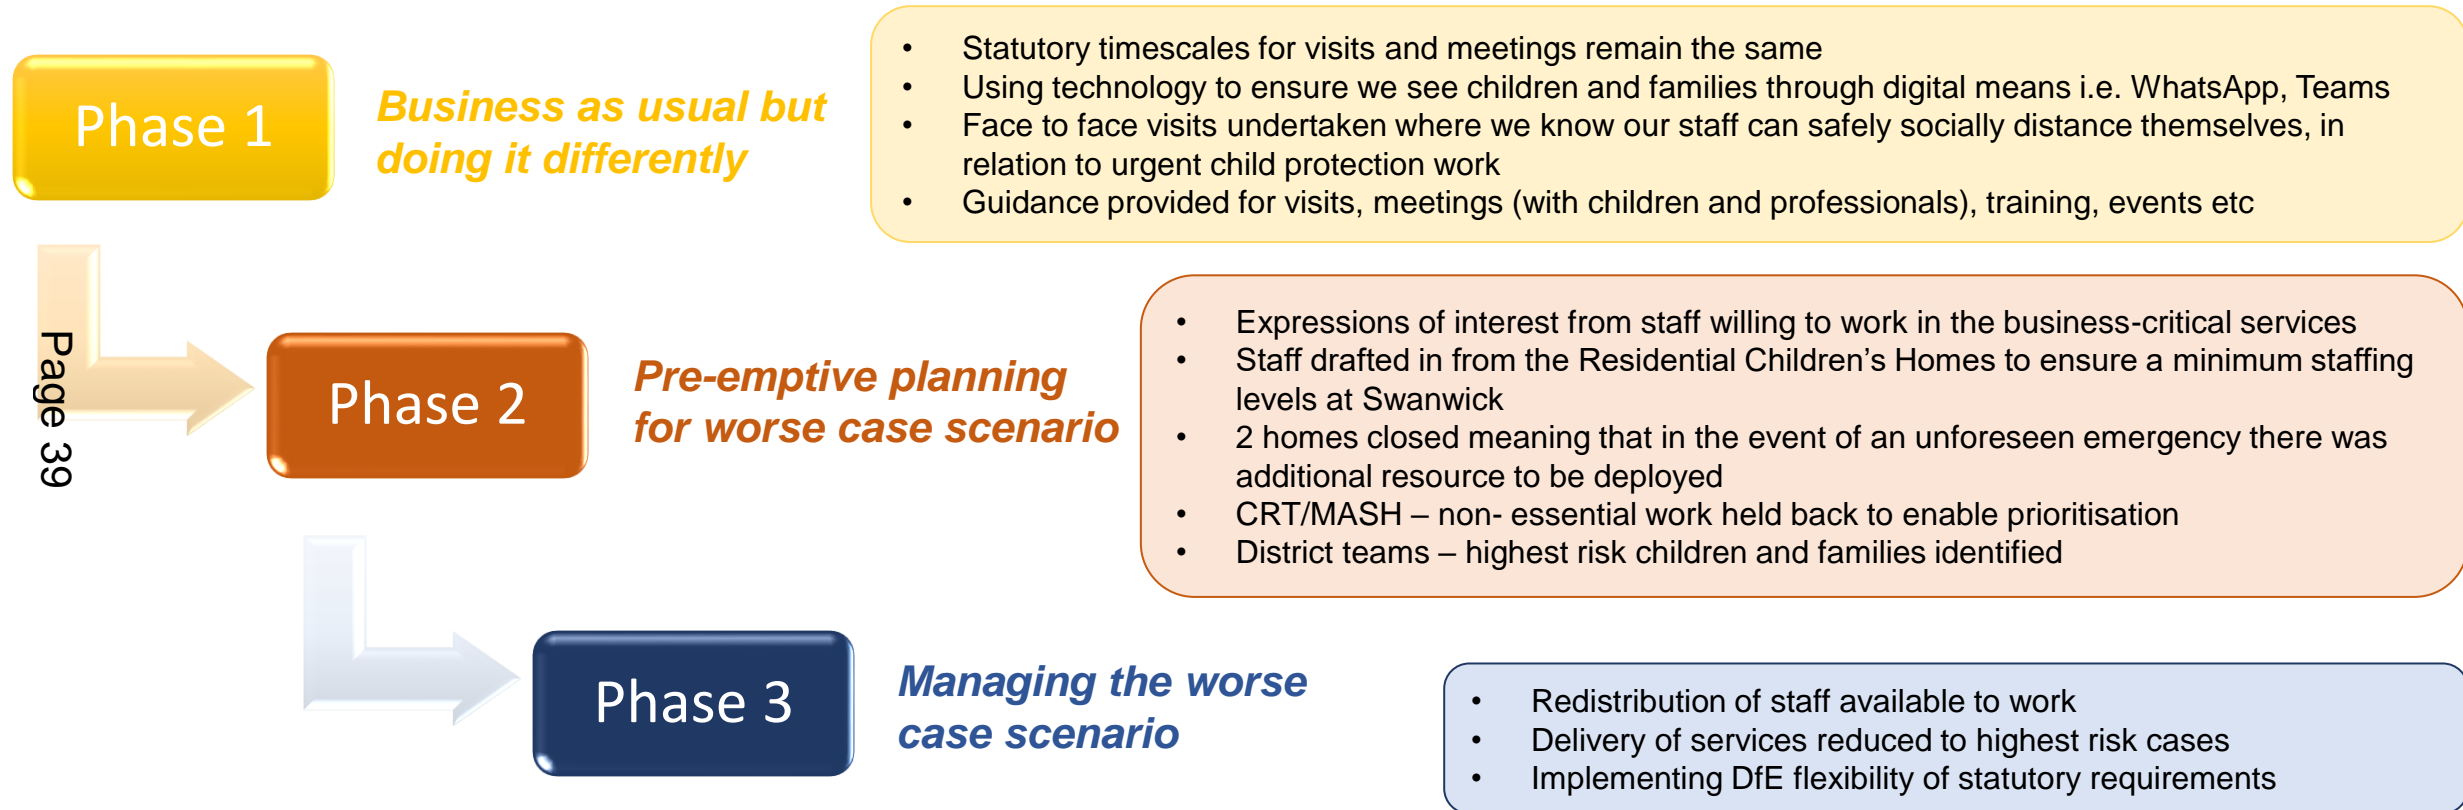 Phase 1
Business as usual but
doing it differently
• Statutory timescales for visits and meetings remain the same
• Using technology to ensure we see children and families through digital means i.e. WhatsApp, Teams
• Face to face visits undertaken where we know our staff can safely socially distance themselves, in
relation to urgent child protection work
• Guidance provided for visits, meetings (with children and professionals), training, events etc
Page 39
Phase 2
Pre-emptive planning
for worse case scenario
• Expressions of interest from staff willing to work in the business-critical services
• Staff drafted in from the Residential Children’s Homes to ensure a minimum staffing
levels at Swanwick
• 2 homes closed meaning that in the event of an unforeseen emergency there was
additional resource to be deployed
• CRT/MASH – non- essential work held back to enable prioritisation
• District teams – highest risk children and families identified
Phase 3
Managing the worse
case scenario
• Redistribution of staff available to work
• Delivery of services reduced to highest risk cases
• Implementing DfE flexibility of statutory requirements